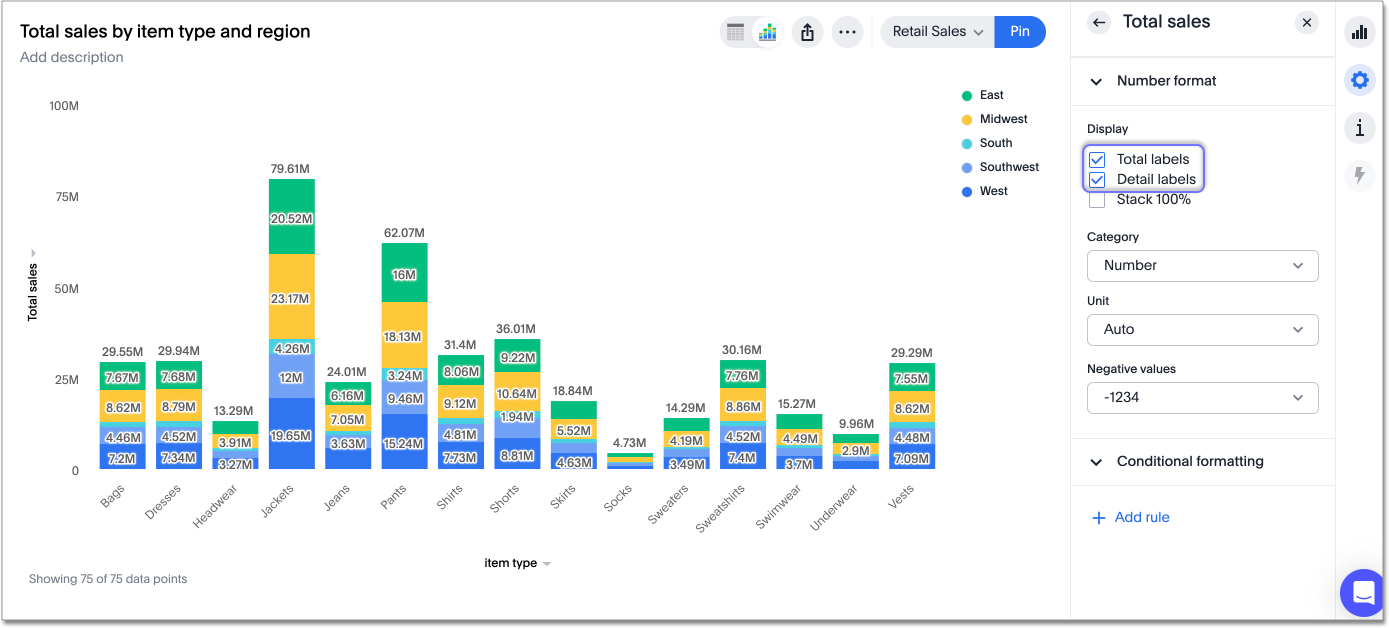 Total sales by item type and region
Add description
Retail Sales
Pin
East
Midwest
South
Southwest
West
Total sales
100M
75M
50M
25M
0
29.55M
7.67M
8.62M
4.46M
7.2M
29.94M
7.68M
8.79M
4.52M
7.34M
13.29M
3.91M
3.27M
79.61M
20.52M
23.17M
4.26M
12M
19.65M
24.01M
6.16M
7.05M
3.63M
62.07M
16M
18.13M
3.24M
9.46M
15.24M
31.4M
8.06M
9.12M
4.81M
7.73M
36.01M
9.22M
10.64M
1.94M
8.81M
18.84M
5.52M
4.63M
4.73M
14.29M
4.19M
3.49M
30.16M
7.76M
8.86M
4.52M
7.4M
15.27M
4.49M
3.7M
9.96M
2.9M
29.29M
7.55M
8.62M
4.48M
7.09M
Bags
Dresses
Headwear
Jackets
Jeans
Pants
Shirts
Shorts
Skirts
Socks
Sweaters
Sweatshirts
Swimwear
Underwear
Vests
item type
Showing 75 of 75 data points
Total sales
Number format
Display
Total labels
Detail labels
Stack 100%
Category
Number
Unit
Auto
Negative values
-1234
Conditional formatting
+ Add rule